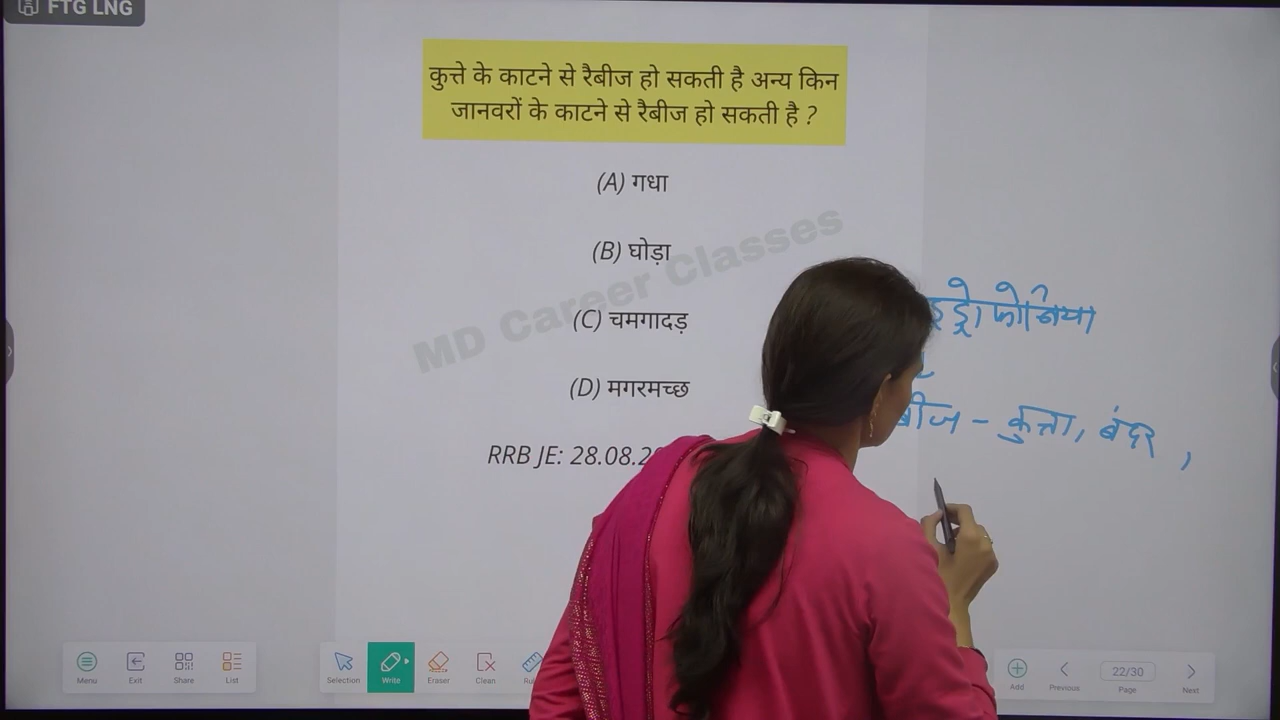 FTG LNG
कुत्ते के काटने से रैबीज हो सकती है अन्य किन
जानवरों के काटने से रैबीज हो सकती है ?
(A) गधा
(B) घोड़ा
(C) चमगादड़
(D) मगरमच्छ
RRB JE: 28.08.2
MD Career Classes
बीज - कुत्ता, बंदर ,
Menu
Exit
Share
List
Selection
Write
Eraser
Clean
Add
Previous
22/30
Page
Next